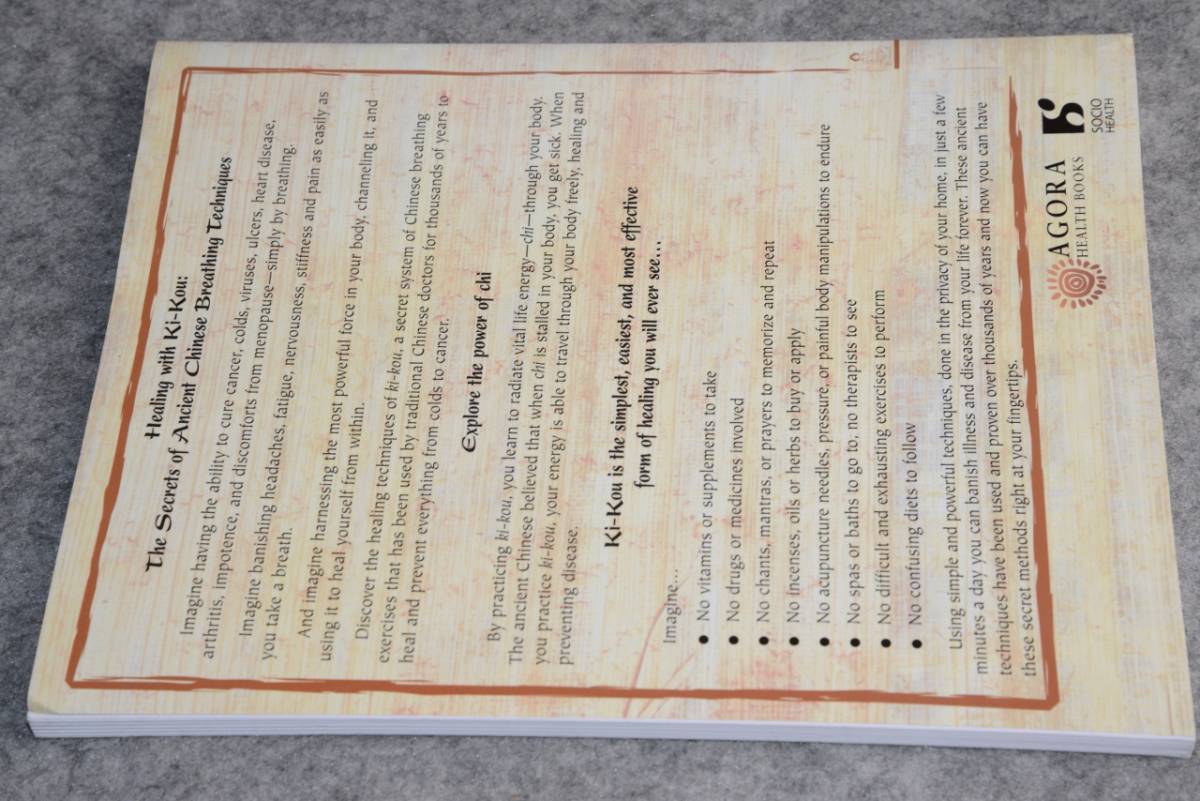 Healing with Ki-Kou:
The Secrets of Ancient Chinese Breathing Techniques
Imagine having the ability to cure cancer, colds, viruses, ulcers, heart disease,
arthritis, impotence, and discomforts from menopause—simply by breathing.
Imagine banishing headaches, fatigue, nervousness, stiffness and pain as easily as
you take a breath.
And imagine harnessing the most powerful force in your body, channeling it, and
using it to heal yourself from within.
Discover the healing techniques of ki-kou, a secret system of Chinese breathing
exercises that has been used by traditional Chinese doctors for thousands of years to
heal and prevent everything from colds to cancer.
Explore the power of chi
By practicing ki-kou, you learn to radiate vital life energy—chi—through your body.
The ancient Chinese believed that when chi is stalled in your body, you get sick. When
you practice ki-kou, your energy is able to travel through your body freely, healing and
preventing disease.
Ki-Kou is the simplest, easiest, and most effective
form of healing you will ever see...
Imagine...
• No vitamins or supplements to take
• No drugs or medicines involved
• No chants, mantras, or prayers to memorize and repeat
• No incenses, oils or herbs to buy or apply
• No acupuncture needles, pressure, or painful body manipulations to endure
• No spas or baths to go to, no therapists to see
• No difficult and exhausting exercises to perform
• No confusing diets to follow
Using simple and powerful techniques, done in the privacy of your home, in just a few
minutes a day you can banish illness and disease from your life forever. These ancient
techniques have been used and proven over thousands of years and now you can have
these secret methods right at your fingertips.
AGORA
HEALTH BOOKS
SOCIO
HEALTH